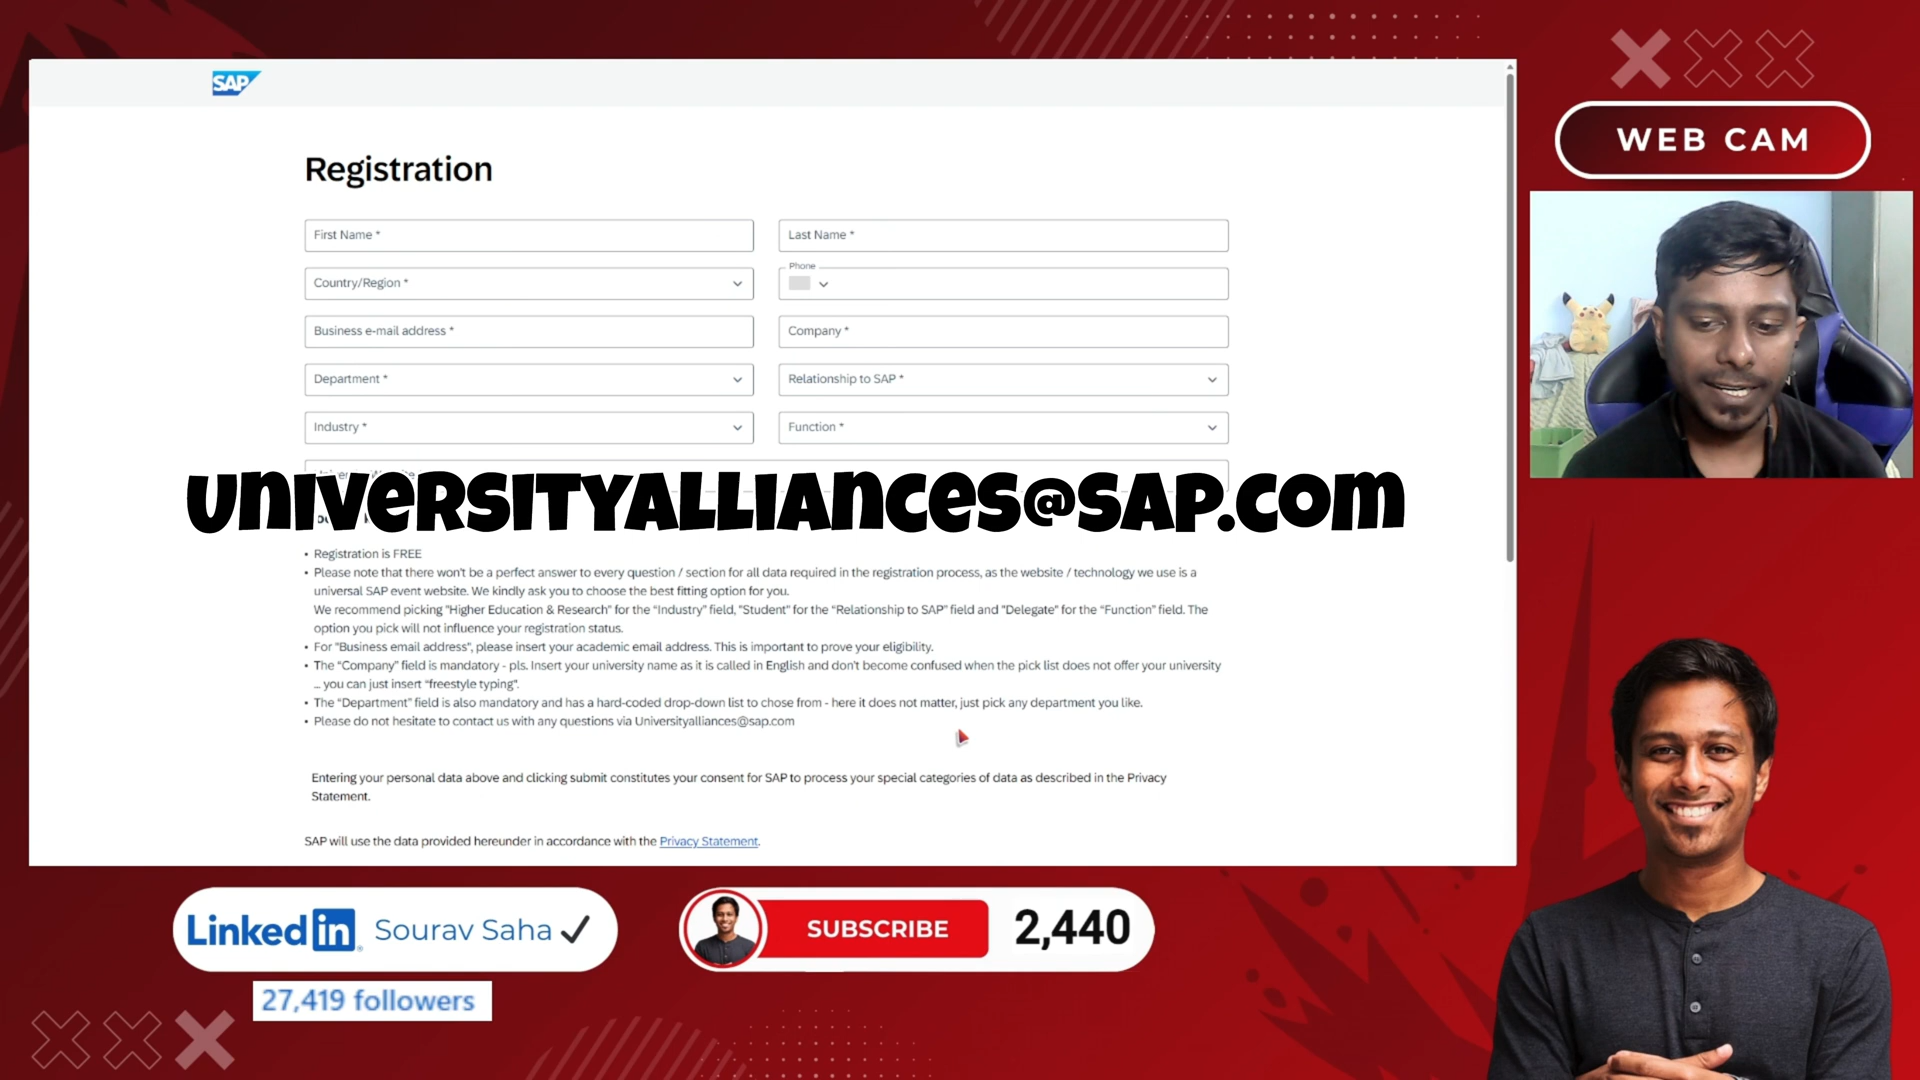 SAP
WEB CAM
Registration
First Name *
Last Name *
Country/Region *
Phone
Business e-mail address *
Company *
Department *
Relationship to SAP *
Industry *
Function *
universityalliances@sap.com
• Registration is FREE
• Please note that there won't be a perfect answer to every question / section for all data required in the registration process, as the website / technology we use is a
universal SAP event website. We kindly ask you to choose the best fitting option for you.
We recommend picking "Higher Education & Research" for the "Industry" field, "Student" for the "Relationship to SAP" field and "Delegate" for the "Function" field. The
option you pick will not influence your registration status.
• For "Business email address", please insert your academic email address. This is important to prove your eligibility.
• The "Company" field is mandatory - pls. Insert your university name as it is called in English and don't become confused when the pick list does not offer your university
... you can just insert "freestyle typing".
• The "Department" field is also mandatory and has a hard-coded drop-down list to chose from - here it does not matter, just pick any department you like.
• Please do not hesitate to contact us with any questions via Universityalliances@sap.com
Entering your personal data above and clicking submit constitutes your consent for SAP to process your special categories of data as described in the Privacy
Statement.
SAP will use the data provided hereunder in accordance with the Privacy Statement.
Linked in Sourav Saha
SUBSCRIBE
2,440
27,419 followers